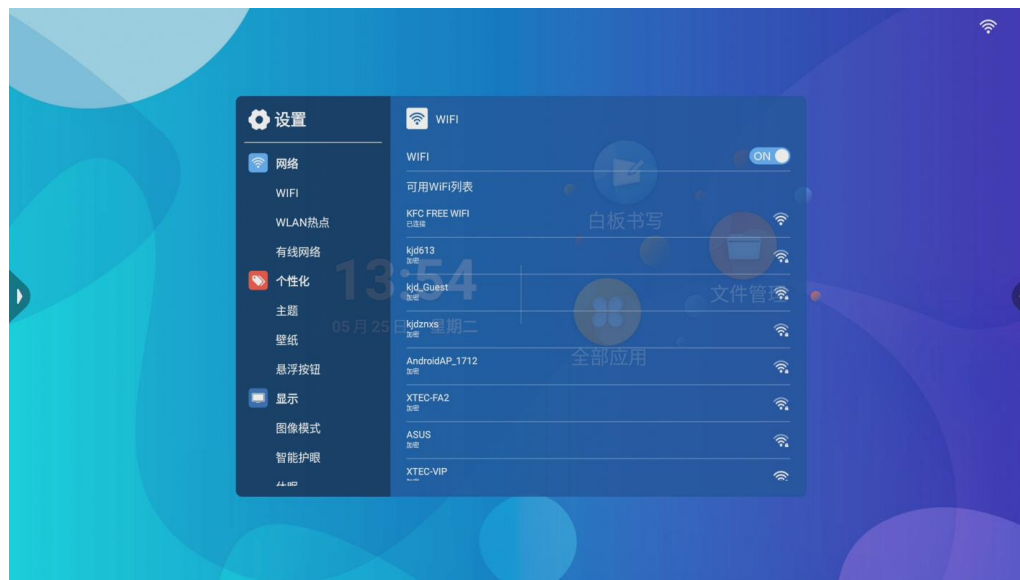 设置
网络
WIFI
WLAN热点
有线网络
个性化
主题
壁纸
悬浮按钮
显示
图像模式
智能护眼
休眠
WIFI
WIFI
ON
可用WiFi列表
KFC FREE WIFI
已连接
kjd613
加密
kjd_Guest
加密
kjdznxs
加密
AndroidAP_1712
加密
XTEC-FA2
加密
ASUS
加密
XTEC-VIP
13:54
05月25日 星期二
白板书写
文件管理
全部应用